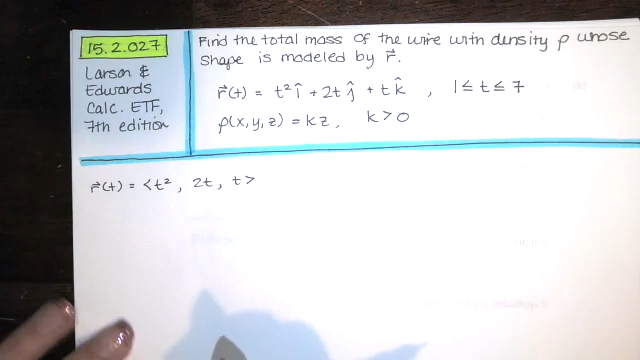 15.2.027
Larson &
Edwards
Calc. ETF,
7th edition
Find the total mass of the wire with density ρ whose
shape is modeled by r⃗.
r⃗(t) = t² î + 2t ĵ + t k̂ , 1 ≤ t ≤ 7
ρ(x, y, z) = kz, k > 0
r⃗(t) = <t², 2t, t>